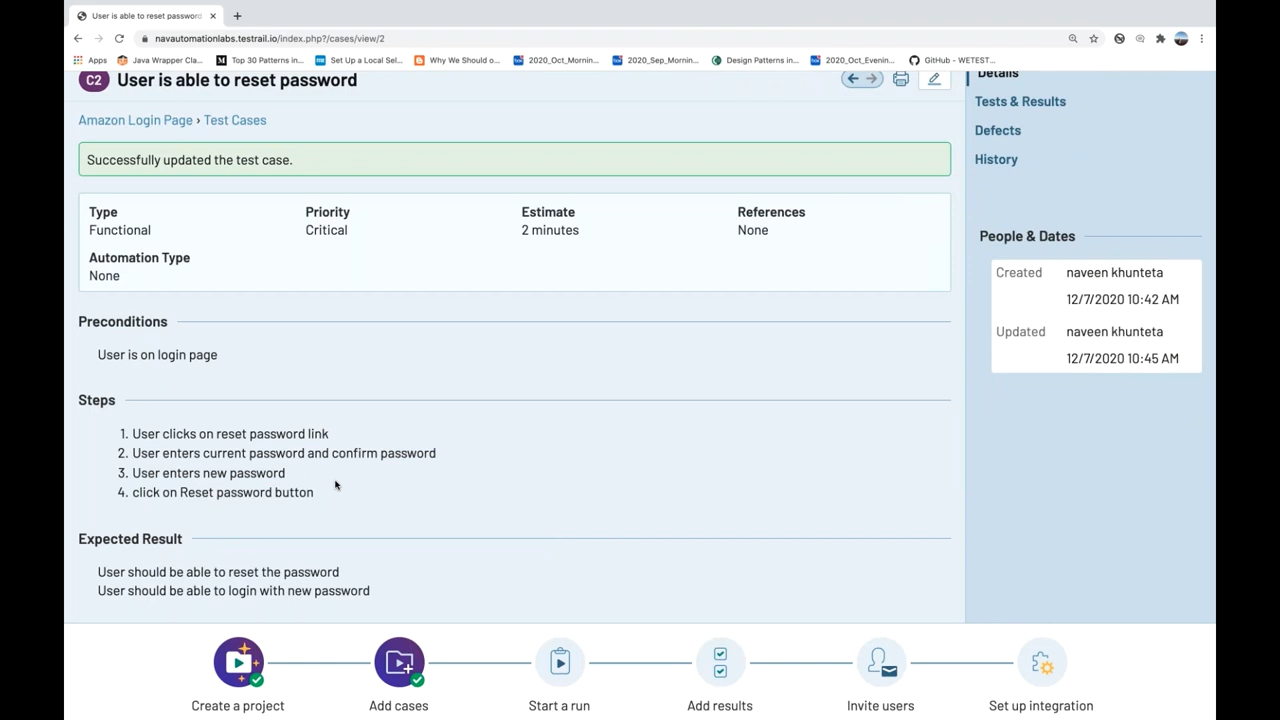 User is able to reset password
navautomationlabs.testrail.io/index.php?/cases/view/2
Apps
Java Wrapper Cla...
Top 30 Patterns in...
Set Up a Local Sel...
Why We Should o...
2020_Oct_Mornin...
2020_Sep_Mornin...
Design Patterns in...
2020_Oct_Evenin...
GitHub - WETEST...
C2 User is able to reset password
Details
Tests & Results
Defects
History
Amazon Login Page › Test Cases
Successfully updated the test case.
Type Priority Estimate References
Functional Critical 2 minutes None
Automation Type
None
People & Dates
Created naveen khunteta
12/7/2020 10:42 AM
Updated naveen khunteta
12/7/2020 10:45 AM
Preconditions
User is on login page
Steps
1. User clicks on reset password link
2. User enters current password and confirm password
3. User enters new password
4. click on Reset password button
Expected Result
User should be able to reset the password
User should be able to login with new password
Create a project
Add cases
Start a run
Add results
Invite users
Set up integration